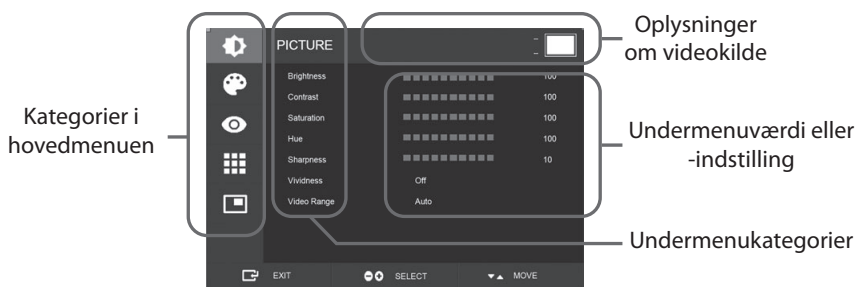 Oplysninger
om videokilde
PICTURE
Brightness 100
Contrast 100
Saturation 100
Hue 100
Sharpness 10
Vividness Off
Video Range Auto
EXIT SELECT MOVE
Kategorier i
hovedmenuen
Undermenuværdi eller
-indstilling
Undermenukategorier